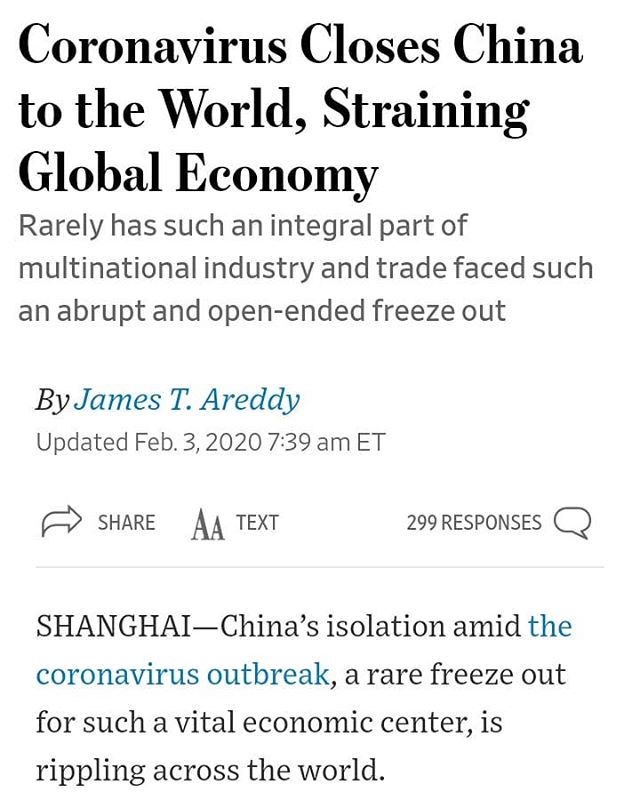 Coronavirus Closes China
to the World, Straining
Global Economy
Rarely has such an integral part of
multinational industry and trade faced such
an abrupt and open-ended freeze out
By James T. Areddy
Updated Feb. 3, 2020 7:39 am ET
SHARE AA TEXT 299 RESPONSES
SHANGHAI—China’s isolation amid the
coronavirus outbreak, a rare freeze out
for such a vital economic center, is
rippling across the world.